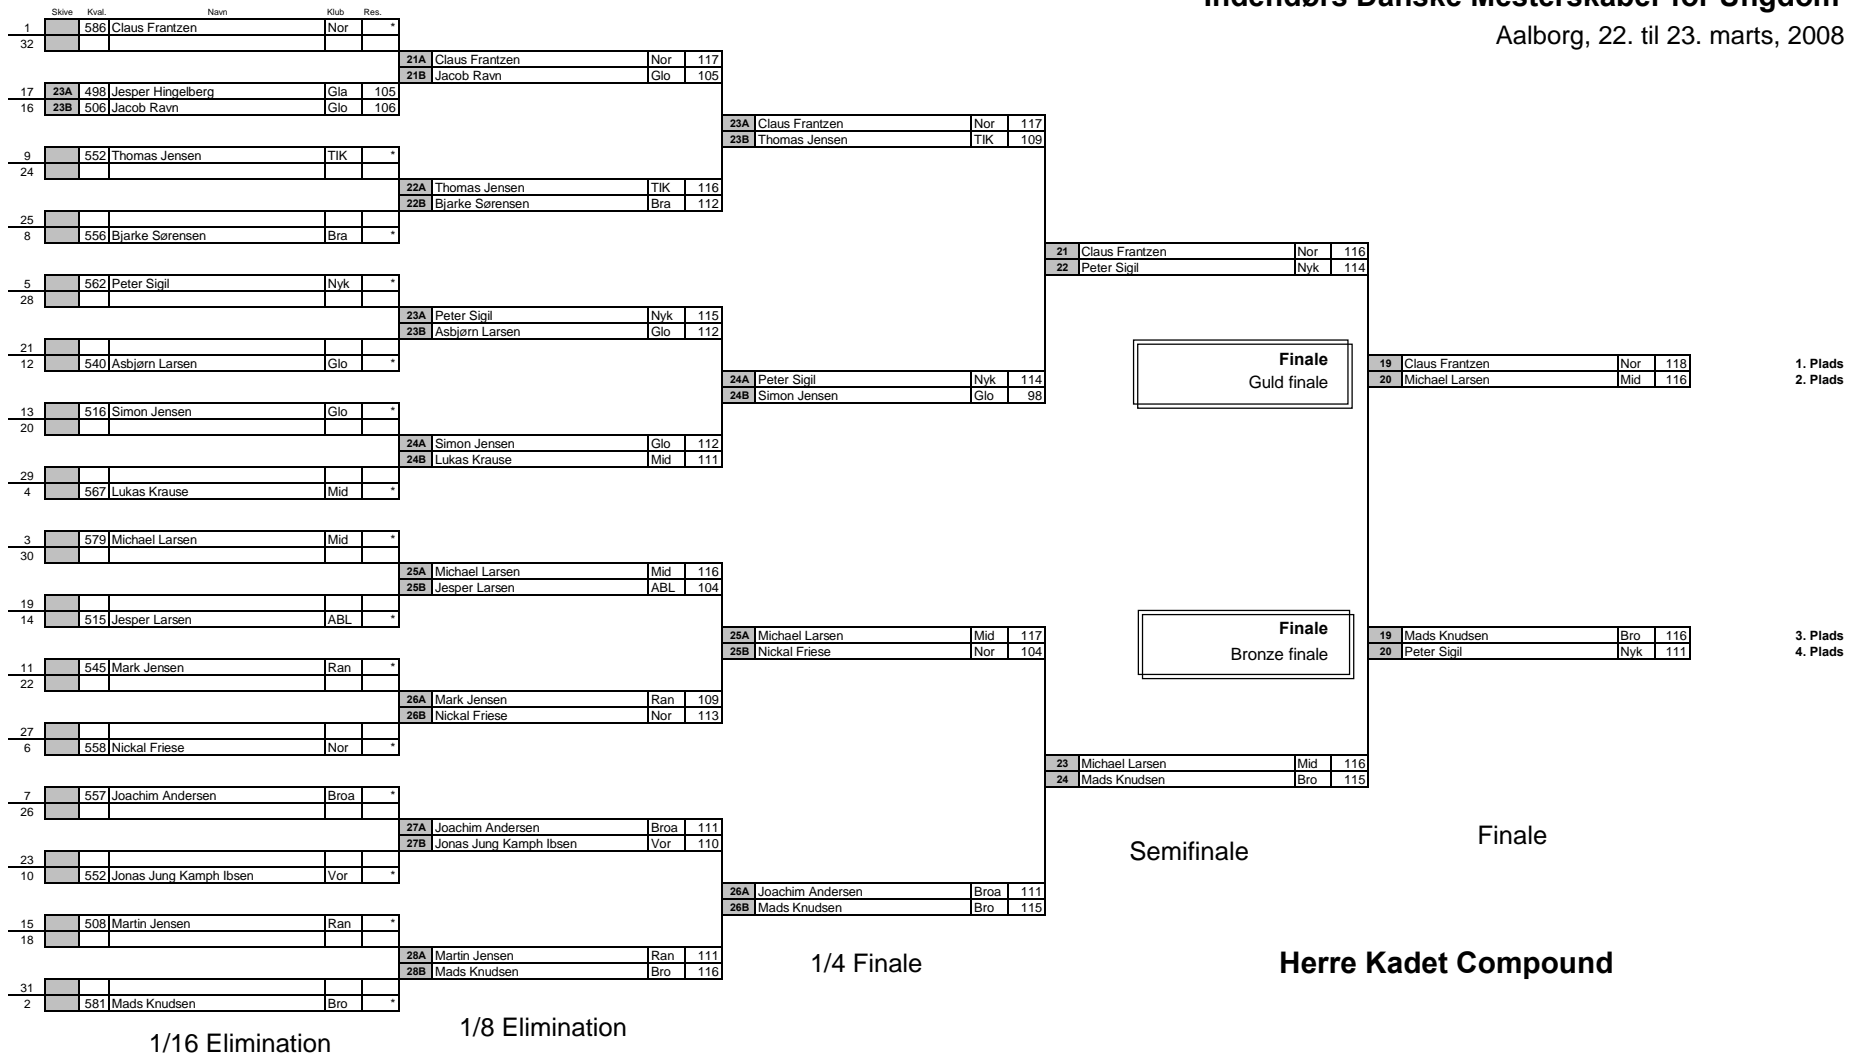 Indendørs Danske Mesterskaber for Ungdom
Aalborg, 22. til 23. marts, 2008
Skive Kval. Navn Klub Res.
1 586 Claus Frantzen Nor *
32
17 23A 498 Jesper Hingelberg Gla 105
16 23B 506 Jacob Ravn Glo 106
9 552 Thomas Jensen TIK *
24
25
8 556 Bjarke Sørensen Bra *
5 562 Peter Sigil Nyk *
28
21
12 540 Asbjørn Larsen Glo *
13 516 Simon Jensen Glo *
20
29
4 567 Lukas Krause Mid *
3 579 Michael Larsen Mid *
30
19
14 515 Jesper Larsen ABL *
11 545 Mark Jensen Ran *
22
27
6 558 Nickal Friese Nor *
7 557 Joachim Andersen Broa *
26
23
10 552 Jonas Jung Kamph Ibsen Vor *
15 508 Martin Jensen Ran *
18
31
2 581 Mads Knudsen Bro *
1/16 Elimination
21A Claus Frantzen Nor 117
21B Jacob Ravn Glo 105
22A Thomas Jensen TIK 116
22B Bjarke Sørensen Bra 112
23A Peter Sigil Nyk 115
23B Asbjørn Larsen Glo 112
24A Simon Jensen Glo 112
24B Lukas Krause Mid 111
25A Michael Larsen Mid 116
25B Jesper Larsen ABL 104
26A Mark Jensen Ran 109
26B Nickal Friese Nor 113
27A Joachim Andersen Broa 111
27B Jonas Jung Kamph Ibsen Vor 110
28A Martin Jensen Ran 111
28B Mads Knudsen Bro 116
1/8 Elimination
23A Claus Frantzen Nor 117
23B Thomas Jensen TIK 109
24A Peter Sigil Nyk 114
24B Simon Jensen Glo 98
25A Michael Larsen Mid 117
25B Nickal Friese Nor 104
26A Joachim Andersen Broa 111
26B Mads Knudsen Bro 115
1/4 Finale
21 Claus Frantzen Nor 116
22 Peter Sigil Nyk 114
23 Michael Larsen Mid 116
24 Mads Knudsen Bro 115
Semifinale
Finale
Guld finale
19 Claus Frantzen Nor 118 1. Plads
20 Michael Larsen Mid 116 2. Plads
Finale
Bronze finale
19 Mads Knudsen Bro 116 3. Plads
20 Peter Sigil Nyk 111 4. Plads
Finale
Herre Kadet Compound